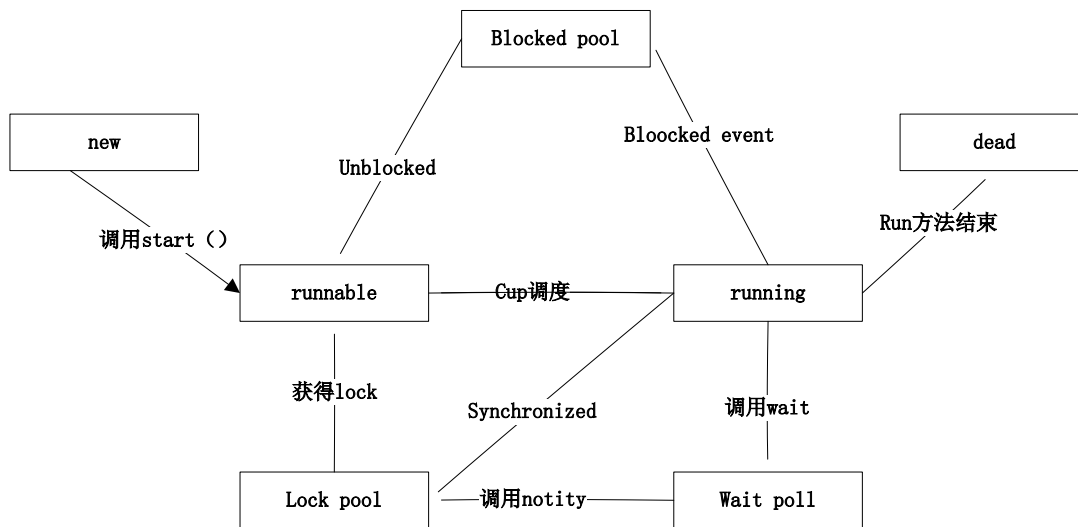 Blocked pool
new
dead
Bloocked event
Unblocked
Run方法结束
调用start（）
runnable
Cup调度
running
获得lock
Synchronized
调用wait
Lock pool
调用notity
Wait poll